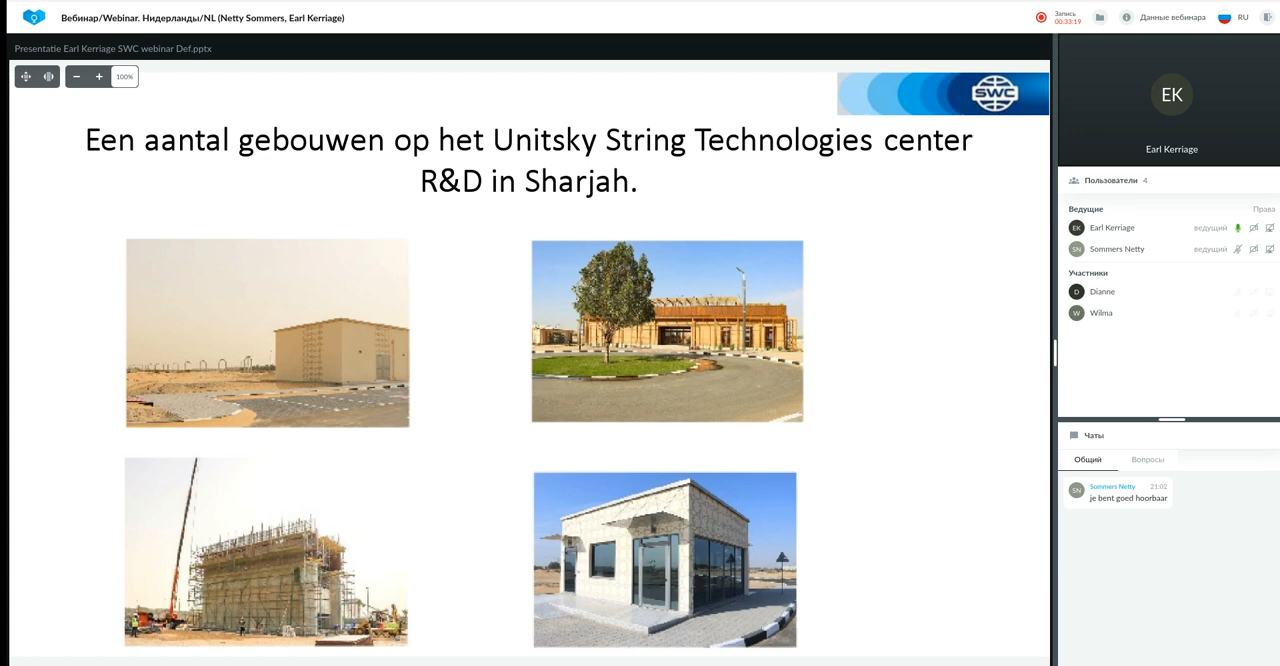 Вебинар/Webinar. Нидерланды/NL (Netty Sommers, Earl Kerriage)
Запись
00:33:19
Данные вебинара
RU
Presentatie Earl Kerriage SWC webinar Def.pptx
100%
SWC
Een aantal gebouwen op het Unitsky String Technologies center
R&D in Sharjah.
EK
Earl Kerriage
Пользователи 4
Ведущие Права
EK Earl Kerriage ведущий
SN Sommers Netty ведущий
Участники
D Dianne
W Wilma
Чаты
Общий Вопросы
SN Sommers Netty 21:02
je bent goed hoorbaar